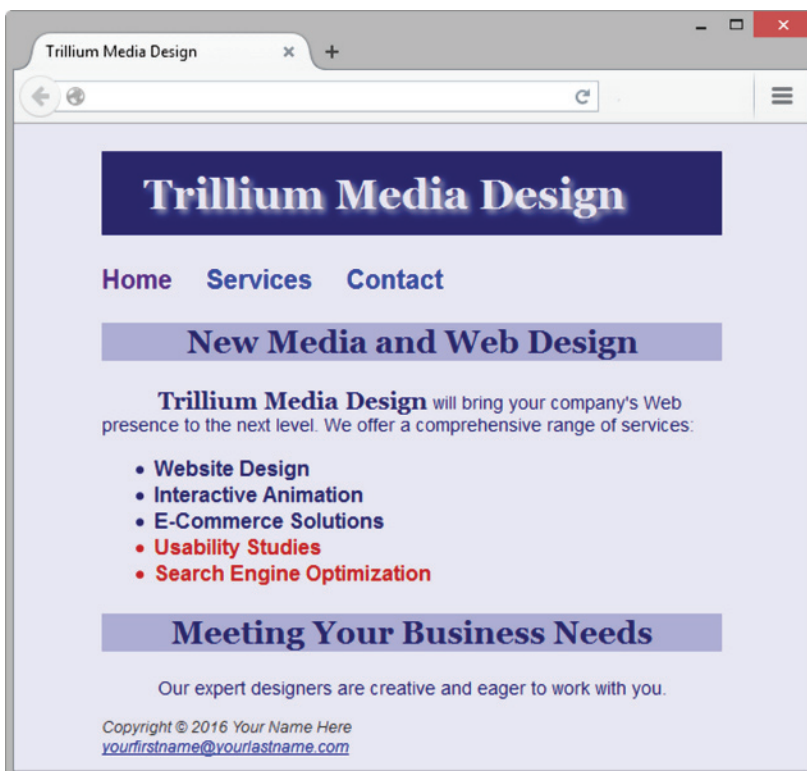 Trillium Media Design
Trillium Media Design
Home Services Contact
New Media and Web Design
Trillium Media Design will bring your company's Web
presence to the next level. We offer a comprehensive range of services:
• Website Design
• Interactive Animation
• E-Commerce Solutions
• Usability Studies
• Search Engine Optimization
Meeting Your Business Needs
Our expert designers are creative and eager to work with you.
Copyright © 2016 Your Name Here
yourfirstname@yourlastname.com